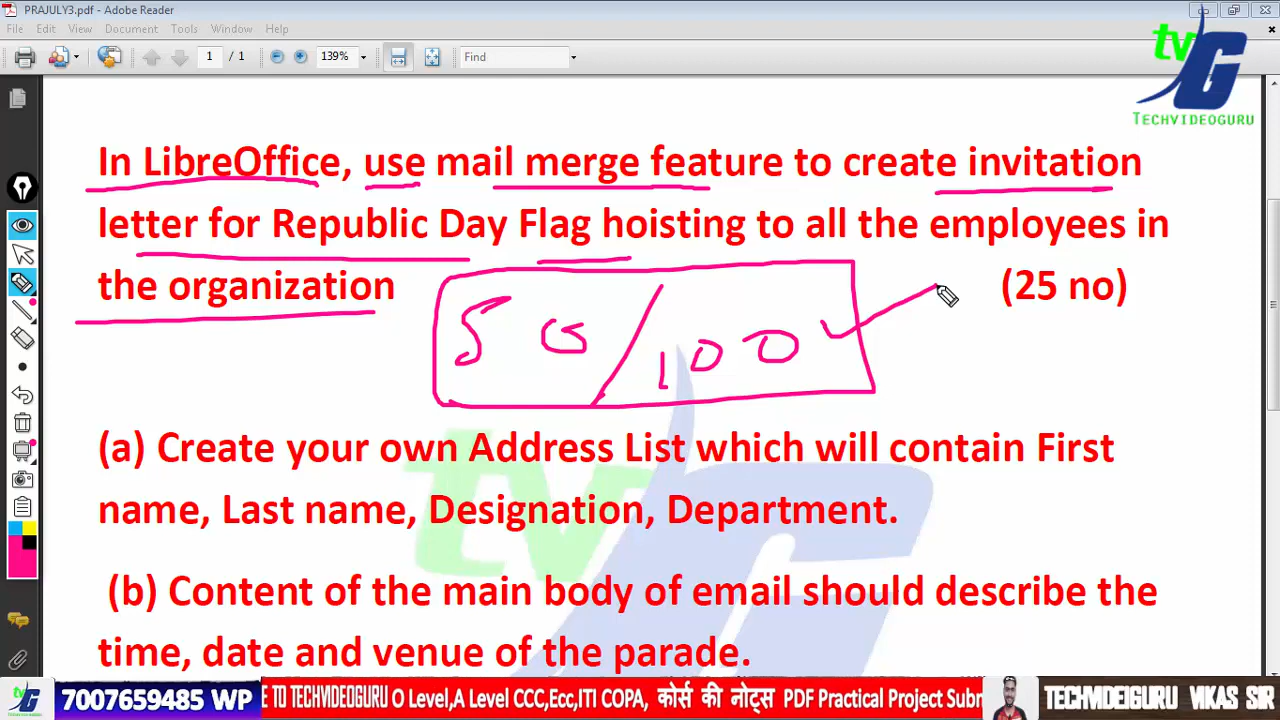 PRAJULY3.pdf - Adobe Reader
File Edit View Document Tools Window Help
1 / 1 139% Find
tv G
TECHVIDEOGURU
In LibreOffice, use mail merge feature to create invitation
letter for Republic Day Flag hoisting to all the employees in
the organization (25 no)
100
(a) Create your own Address List which will contain First
name, Last name, Designation, Department.
(b) Content of the main body of email should describe the
time, date and venue of the parade.
7007659485 WP E TO TECHVIDEGURU O Level,A Level CCC,Ecc,ITI COPA, कोर्स की नोट्स PDF Practical Project Subm TECHVIDEIGURU VIKAS SIR